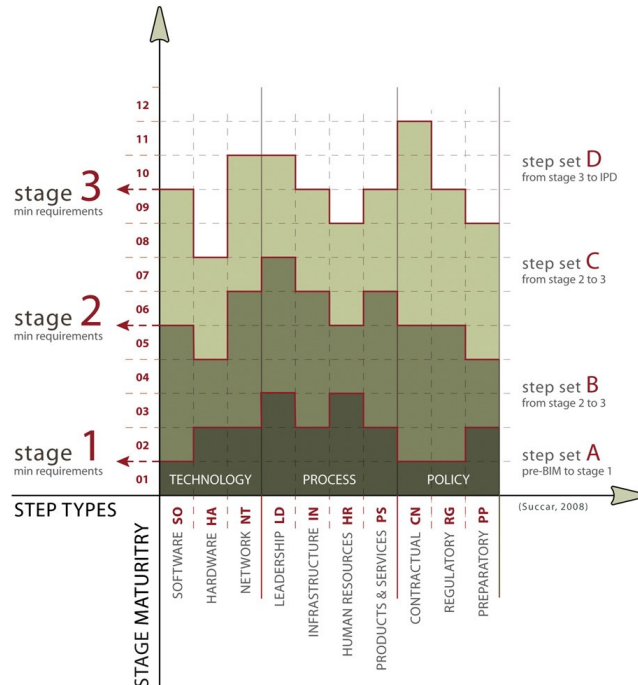 12
11
10
09
08
07
06
05
04
03
02
01
stage 3
min requirements
stage 2
min requirements
stage 1
min requirements
step set D
from stage 3 to IPD
step set C
from stage 2 to 3
step set B
from stage 2 to 3
step set A
pre-BIM to stage 1
TECHNOLOGY
PROCESS
POLICY
STEP TYPES
(Succar, 2008)
STAGE MATURITRY
SOFTWARE SO
HARDWARE HA
NETWORK NT
LEADERSHIP LD
INFRASTRUCTURE IN
HUMAN RESOURCES HR
PRODUCTS & SERVICES PS
CONTRACTUAL CN
REGULATORY RG
PREPARATORY PP